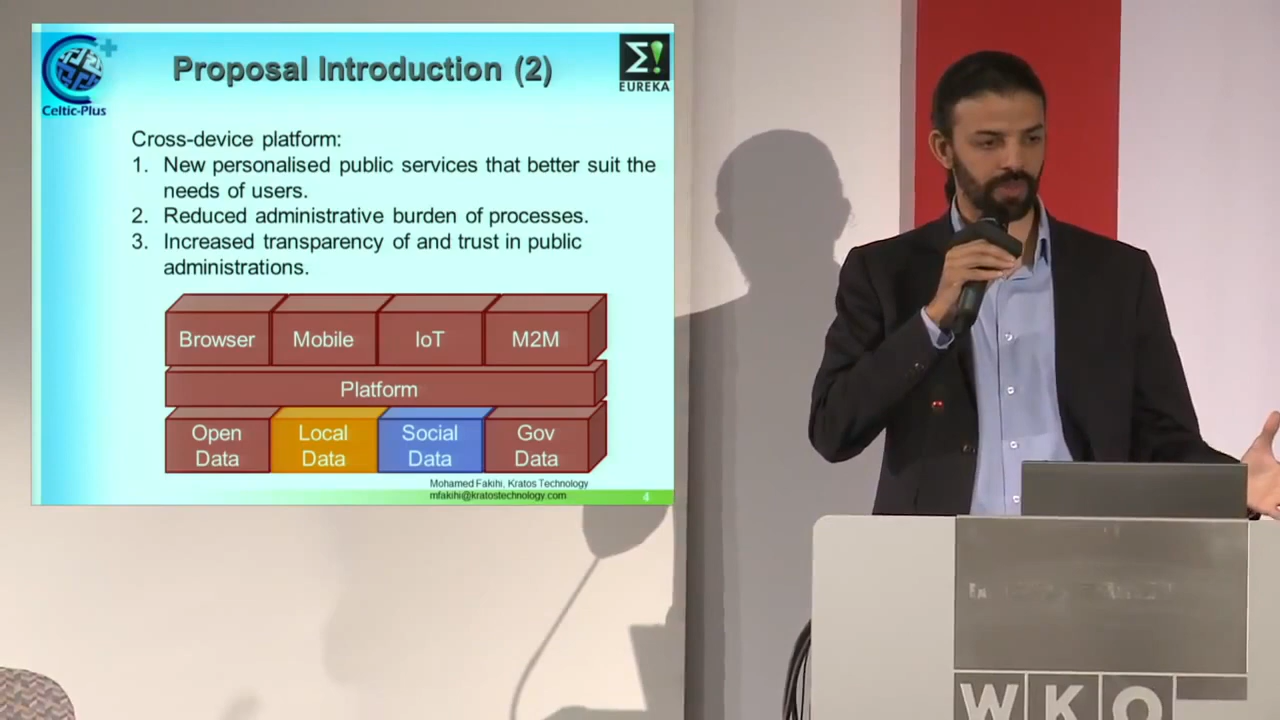 Proposal Introduction (2)
Celtic-Plus
Σ!
EUREKA
Cross-device platform:
1. New personalised public services that better suit the
needs of users.
2. Reduced administrative burden of processes.
3. Increased transparency of and trust in public
administrations.
Browser
Mobile
IoT
M2M
Platform
Open
Data
Local
Data
Social
Data
Gov
Data
Mohamed Fakihi, Kratos Technology
mfakihi@kratostechnology.com
4
WKO